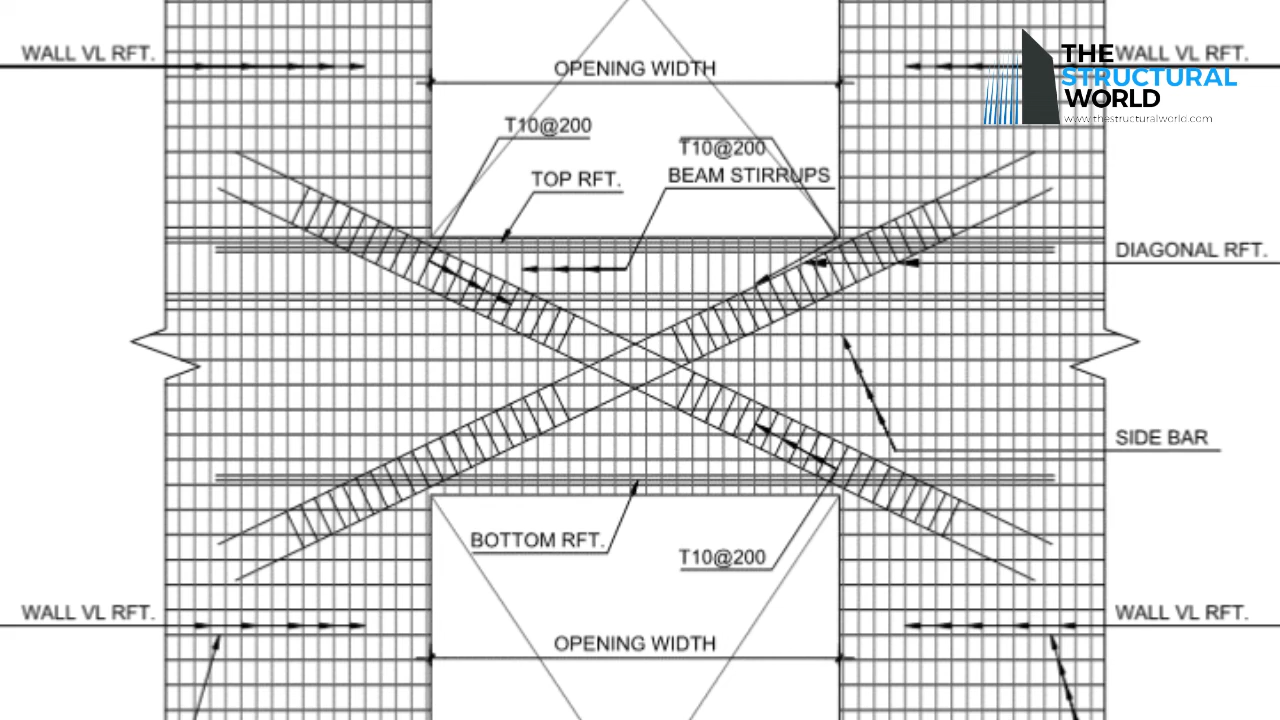 WALL VL RFT.
OPENING WIDTH
THE
STRUCTURAL
WORLD
www.thestructuralworld.com
WALL VL RFT.
T10@200
T10@200
TOP RFT.
BEAM STIRRUPS
DIAGONAL RFT.
SIDE BAR
BOTTOM RFT.
T10@200
WALL VL RFT.
WALL VL RFT.
OPENING WIDTH